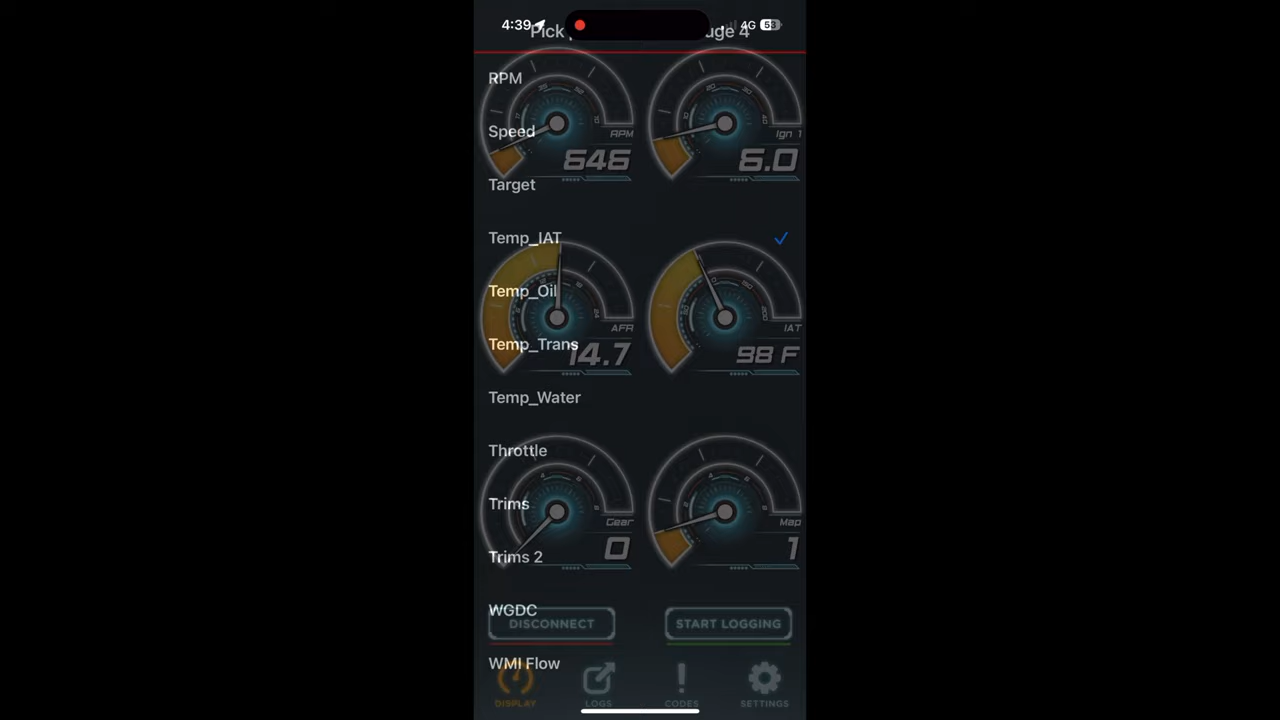 4:39
4G 53
Pick
uge 4
RPM
Speed
RPM
646
Ign 1
6.0
Target
Temp_IAT
Temp_Oil
AFR
14.7
IAT
98 F
Temp_Trans
Temp_Water
Throttle
Trims
Gear
0
Map
1
Trims 2
WGDC
DISCONNECT
START LOGGING
WMI Flow
DISPLAY
LOGS
CODES
SETTINGS